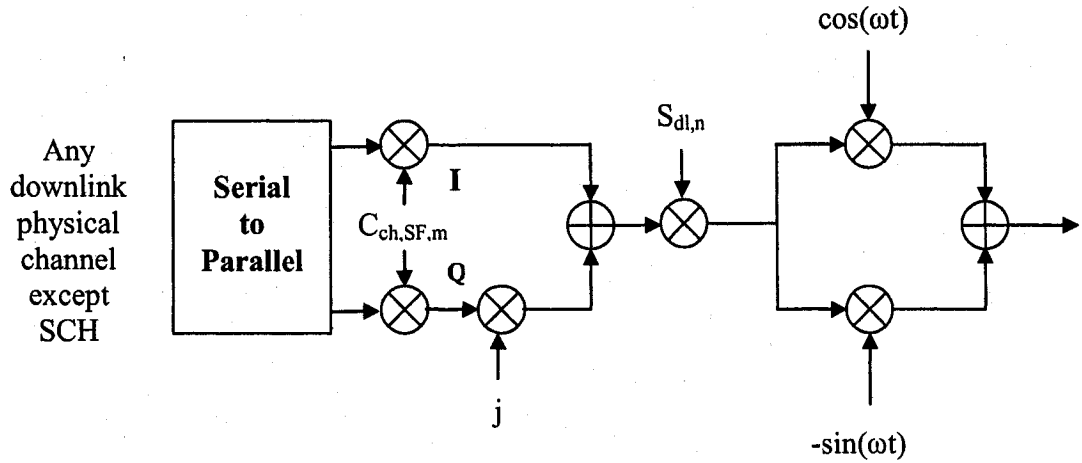 Any
downlink
physical
channel
except
SCH
Serial
to
Parallel
C_ch,SF,m
I
Q
j
S_dl,n
cos(ωt)
-sin(ωt)